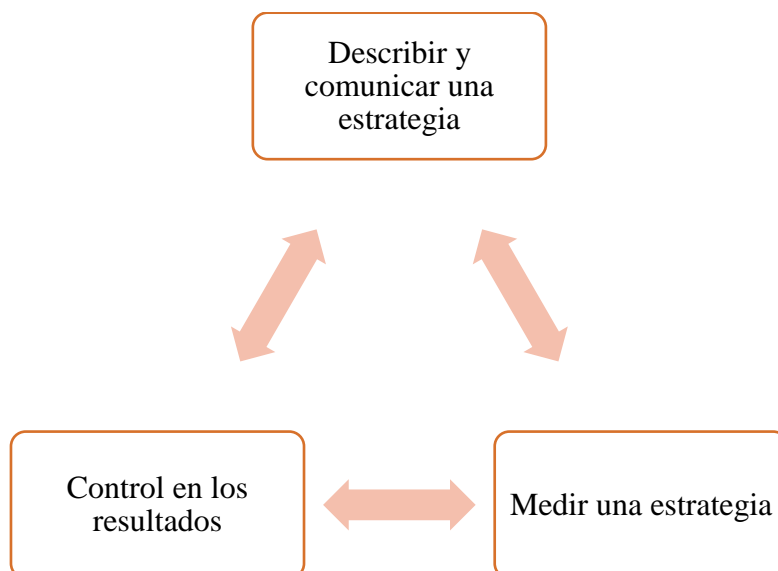 Describir y
comunicar una
estrategia
Control en los
resultados
Medir una estrategia